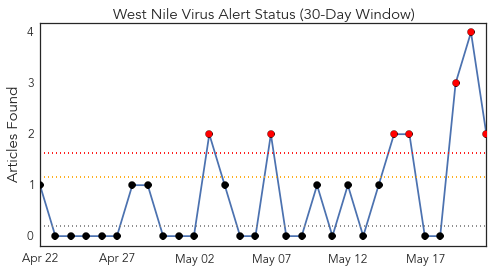 West Nile Virus Alert Status (30-Day Window)
Articles Found
4
3
2
1
0
Apr 22
Apr 27
May 02
May 07
May 12
May 17